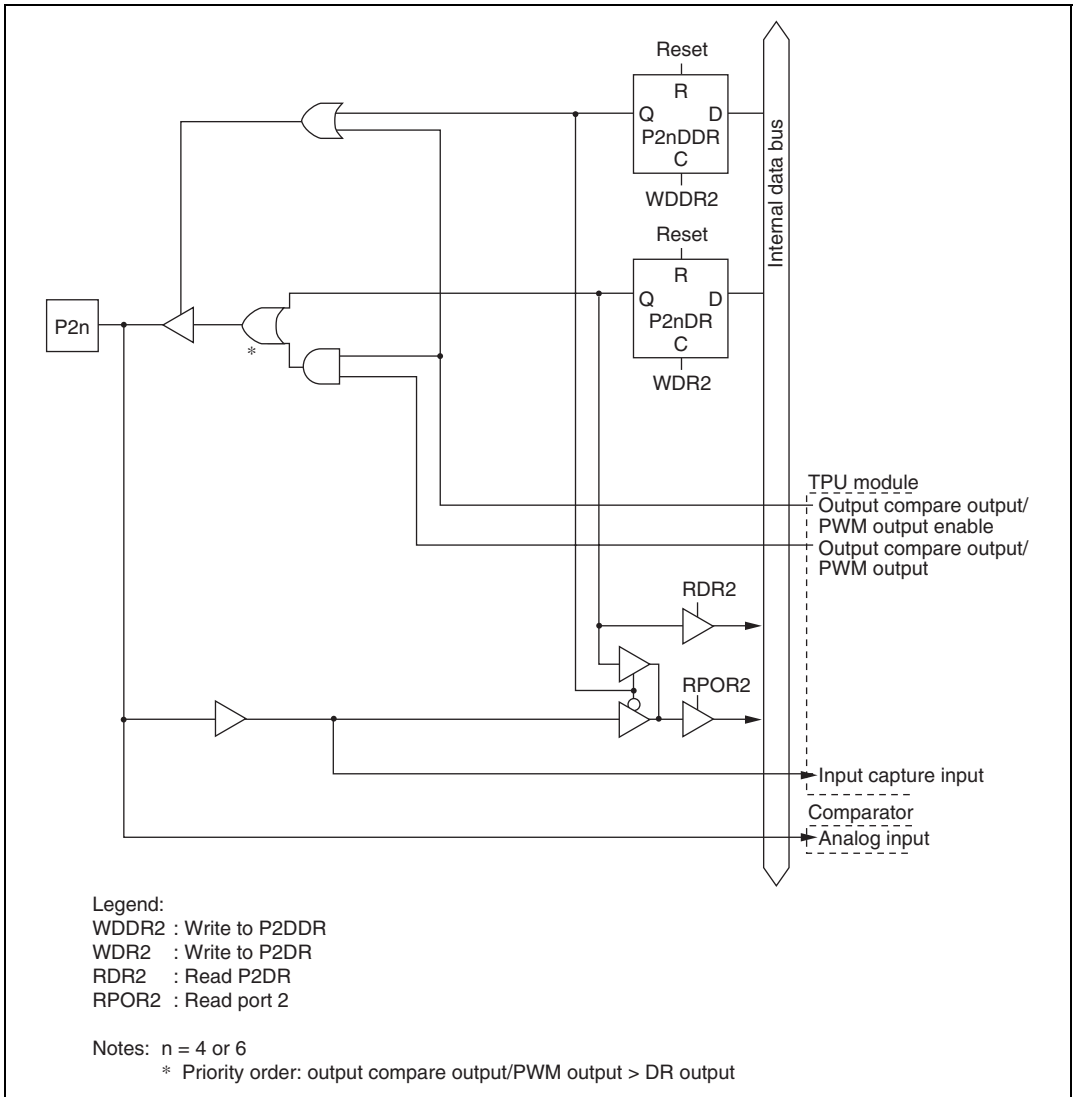 Reset
R
Q D
P2nDDR
C
WDDR2
Internal data bus
Reset
R
Q D
P2nDR
C
WDR2
P2n
*
TPU module
Output compare output/
PWM output enable
Output compare output/
PWM output
RDR2
RPOR2
Input capture input
Comparator
Analog input
Legend:
WDDR2 : Write to P2DDR
WDR2 : Write to P2DR
RDR2 : Read P2DR
RPOR2 : Read port 2
Notes: n = 4 or 6
* Priority order: output compare output/PWM output > DR output